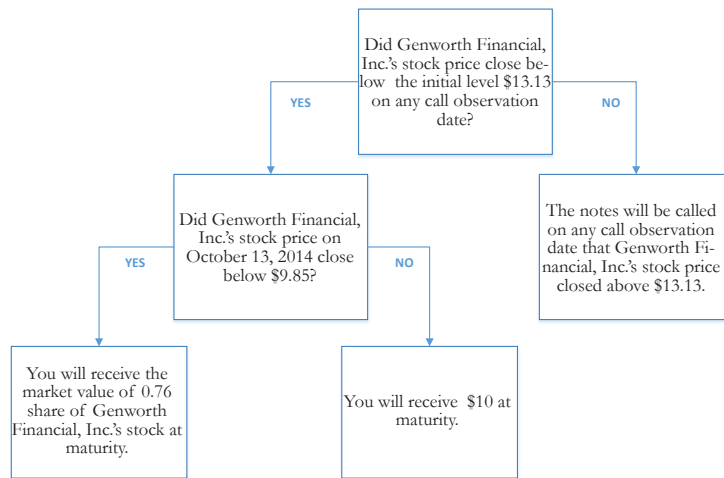 Did Genworth Financial,
Inc.'s stock price close be-
low the initial level $13.13
on any call observation
date?
YES
NO
Did Genworth Financial,
Inc.'s stock price on
October 13, 2014 close
below $9.85?
The notes will be called
on any call observation
date that Genworth Fi-
nancial, Inc.'s stock price
closed above $13.13.
YES
NO
You will receive the
market value of 0.76
share of Genworth
Financial, Inc.'s stock at
maturity.
You will receive $10 at
maturity.